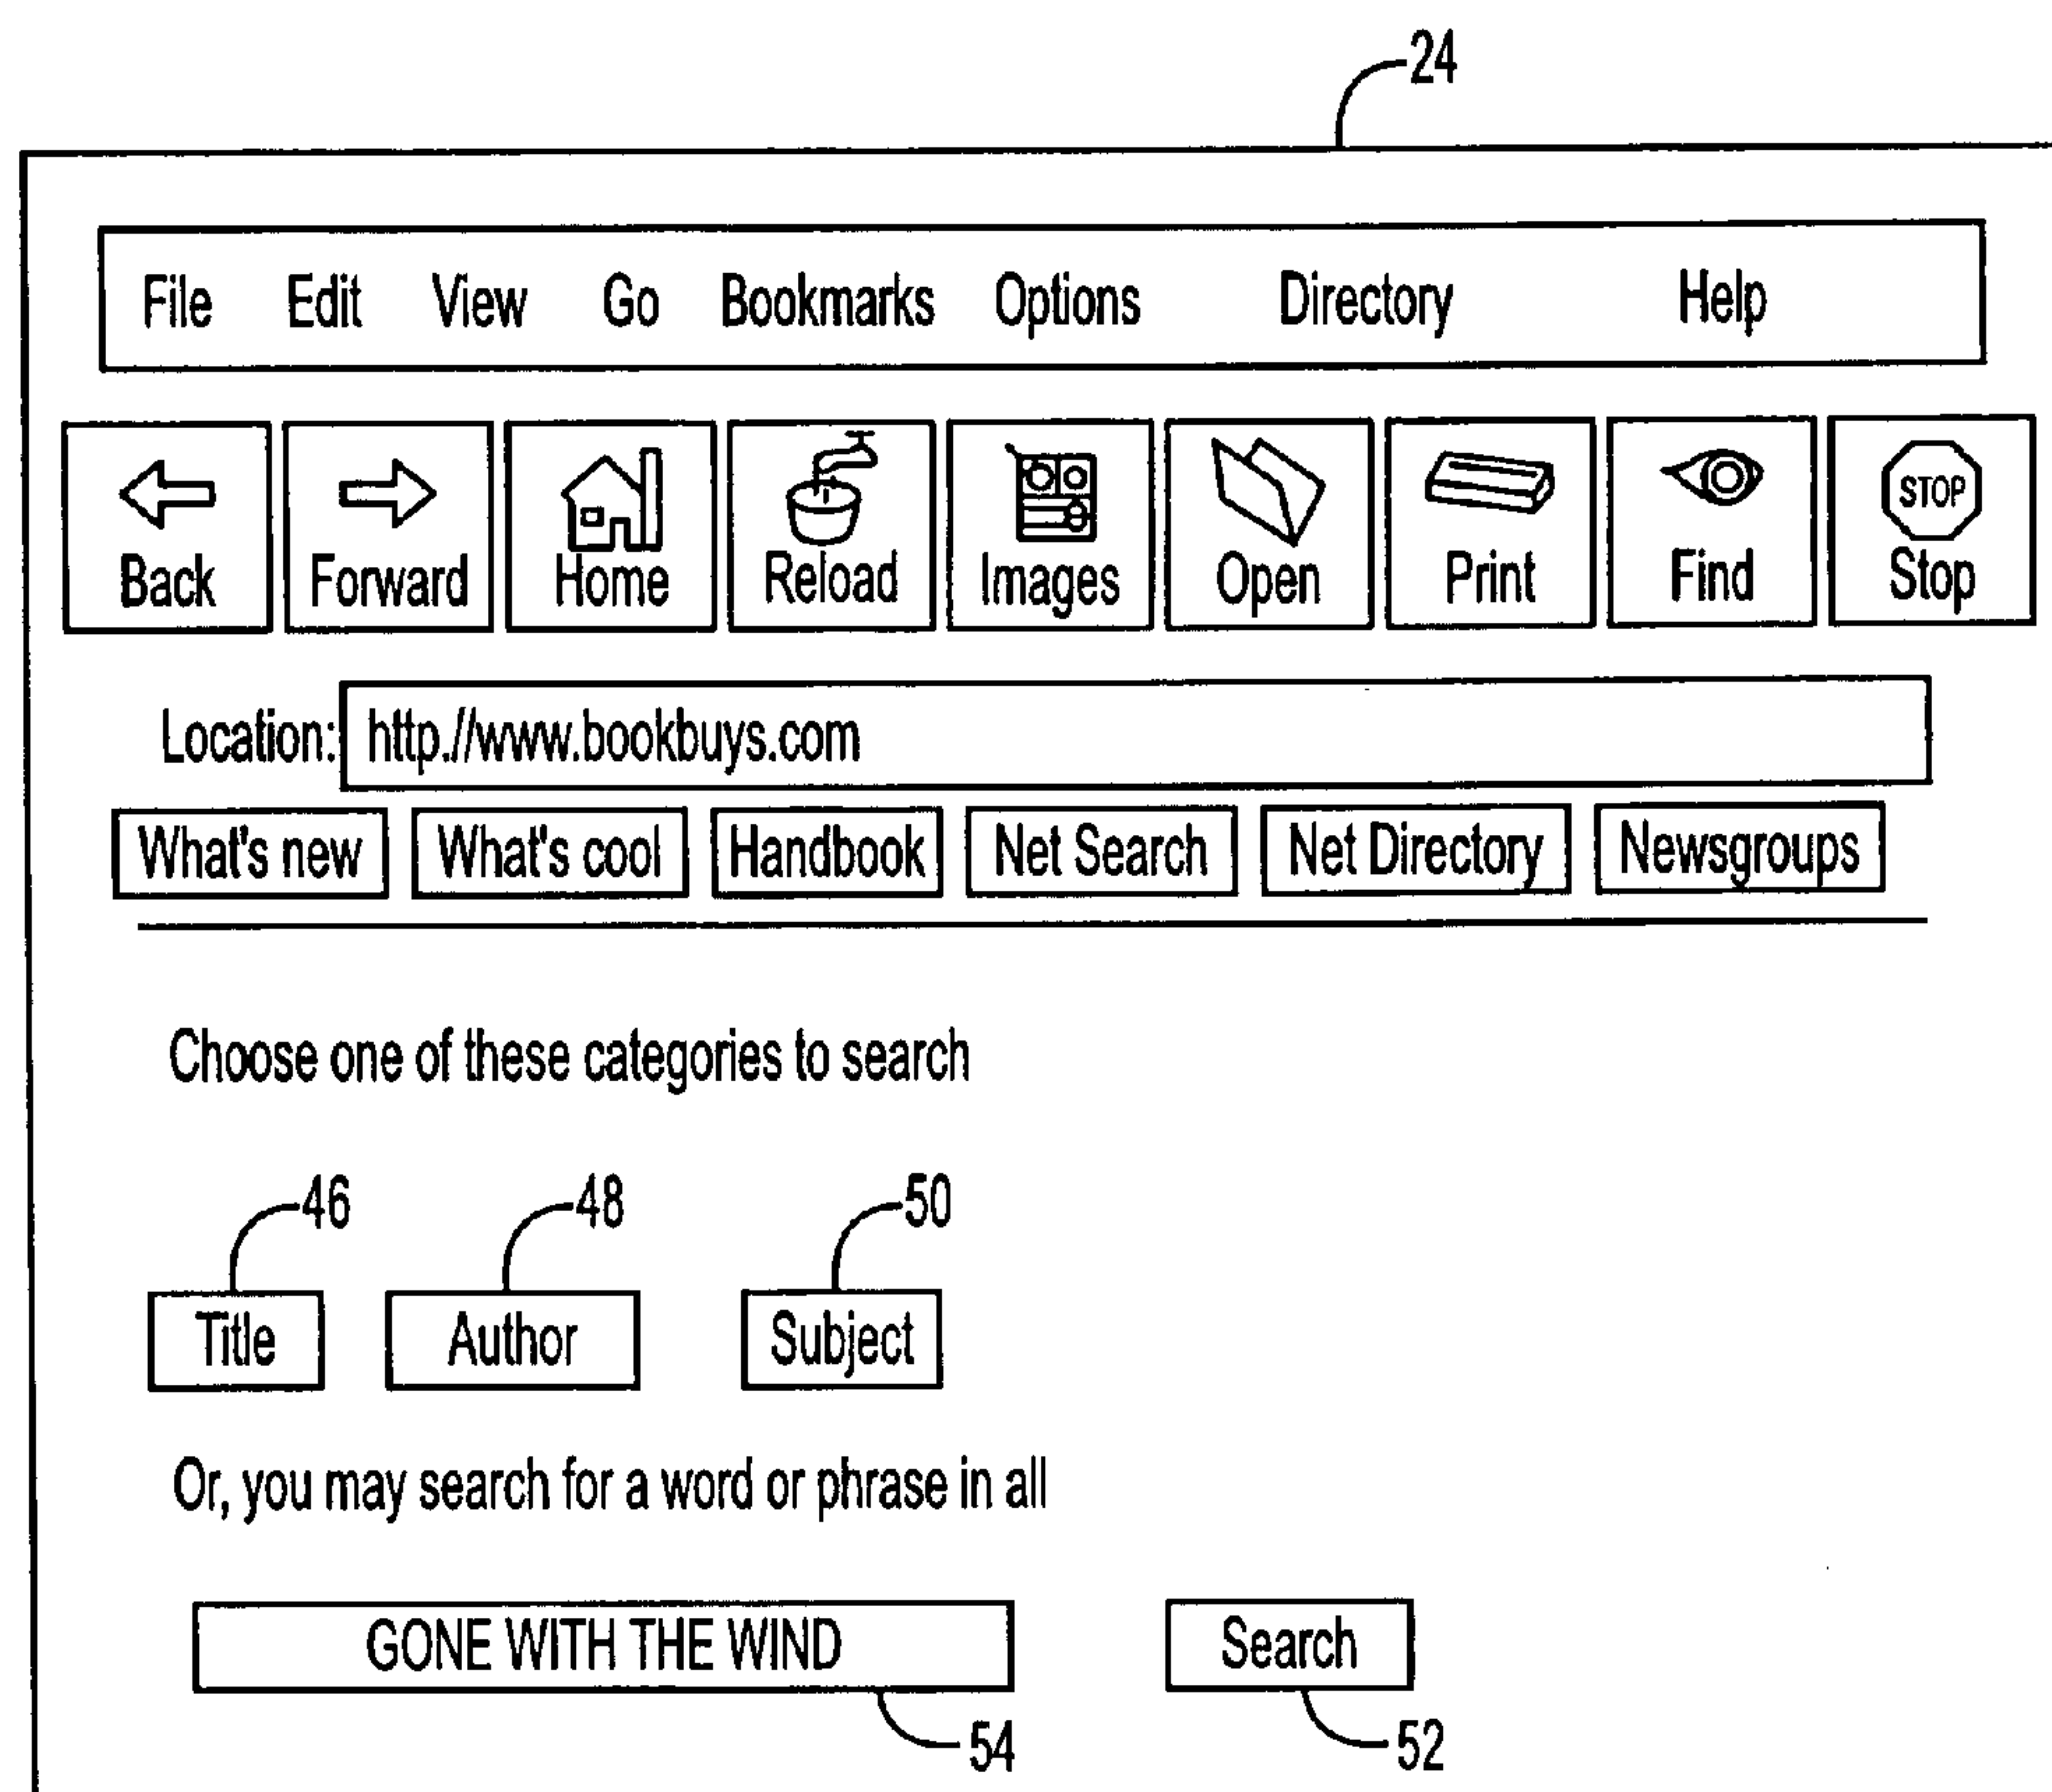 24
File Edit View Go Bookmarks Options Directory Help
STOP
Back Forward Home Reload Images Open Print Find Stop
Location: http.//www.bookbuys.com
What's new What's cool Handbook Net Search Net Directory Newsgroups
Choose one of these categories to search
46 48 50
Title Author Subject
Or, you may search for a word or phrase in all
GONE WITH THE WIND Search
54 52